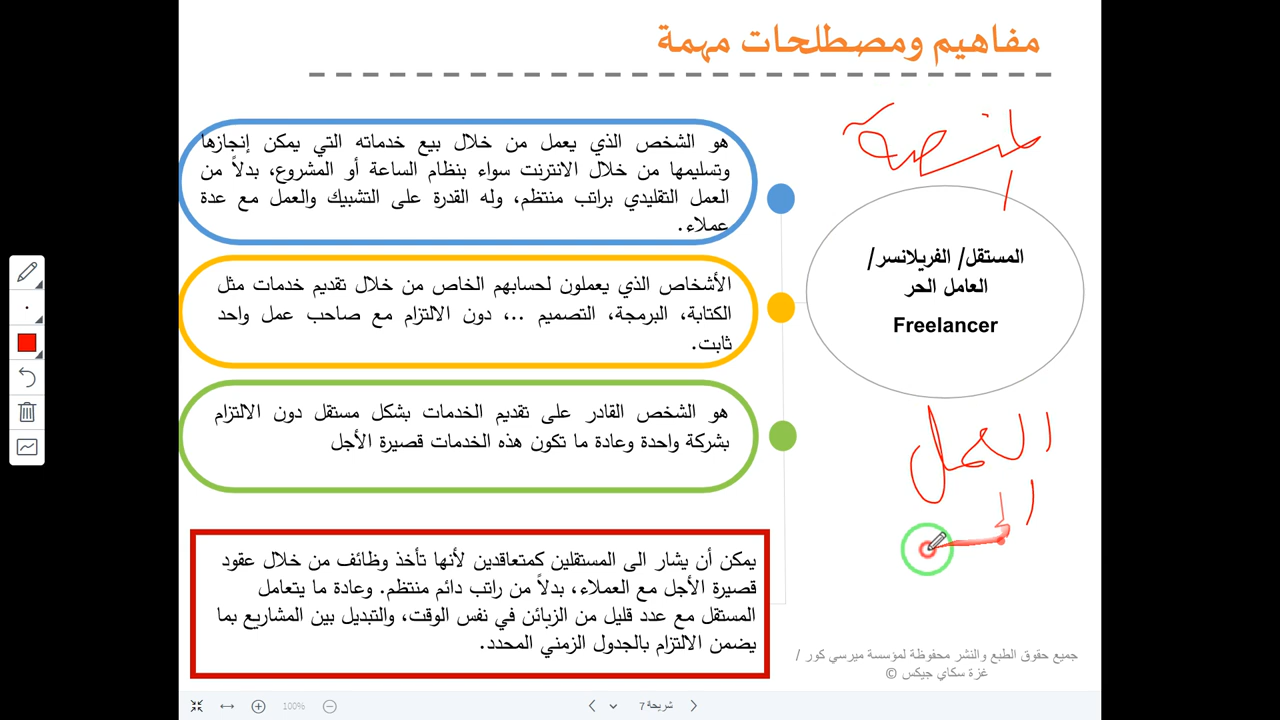 مفاهيم ومصطلحات مهمة
المنصة
المستقل/ الفريلانسر/
العامل الحر
Freelancer
هو الشخص الذي يعمل من خلال بيع خدماته التي يمكن إنجازها
وتسليمها من خلال الانترنت سواء بنظام الساعة أو المشروع، بدلاً من
العمل التقليدي براتب منتظم، وله القدرة على التشبيك والعمل مع عدة
عملاء.
الأشخاص الذي يعملون لحسابهم الخاص من خلال تقديم خدمات مثل
الكتابة، البرمجة، التصميم ..، دون الالتزام مع صاحب عمل واحد
ثابت.
هو الشخص القادر على تقديم الخدمات بشكل مستقل دون الالتزام
بشركة واحدة وعادة ما تكون هذه الخدمات قصيرة الأجل
العمل
يمكن أن يشار الى المستقلين كمتعاقدين لأنها تأخذ وظائف من خلال عقود
قصيرة الأجل مع العملاء، بدلاً من راتب دائم منتظم. وعادة ما يتعامل
المستقل مع عدد قليل من الزبائن في نفس الوقت، والتبديل بين المشاريع بما
يضمن الالتزام بالجدول الزمني المحدد.
جميع حقوق الطبع والنشر محفوظة لمؤسسة ميرسي كور /
غزة سكاي جيكس ©
100%
شريحة 7